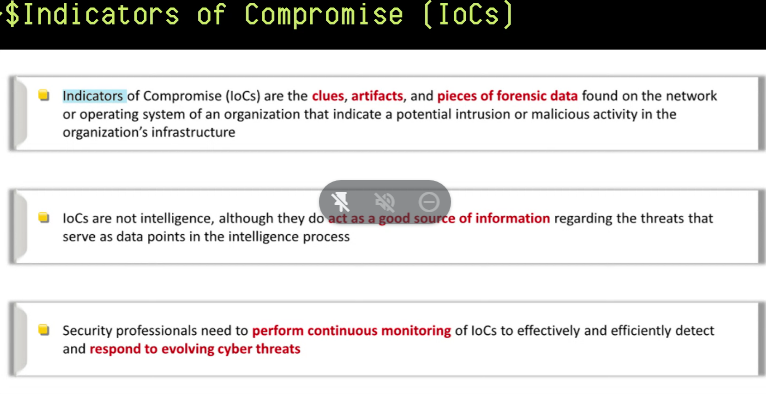 $Indicators of Compromise (IoCs)
Indicators of Compromise (IoCs) are the clues, artifacts, and pieces of forensic data found on the network
or operating system of an organization that indicate a potential intrusion or malicious activity in the
organization’s infrastructure
IoCs are not intelligence, although they do act as a good source of information regarding the threats that
serve as data points in the intelligence process
Security professionals need to perform continuous monitoring of IoCs to effectively and efficiently detect
and respond to evolving cyber threats